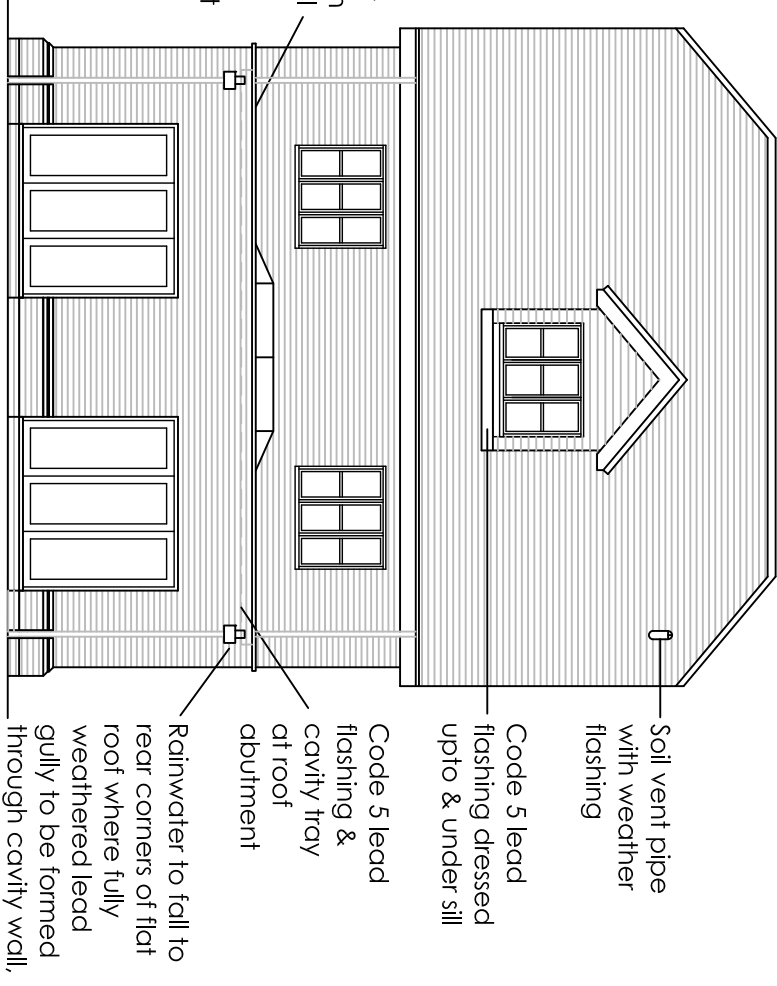 Soil vent pipe
with weather
flashing
Code 5 lead
flashing dressed
upto & under sill
Code 5 lead
flashing &
cavity tray
at roof
abutment
Rainwater to fall to
rear corners of flat
roof where fully
weathered lead
gully to be formed
through cavity wall,